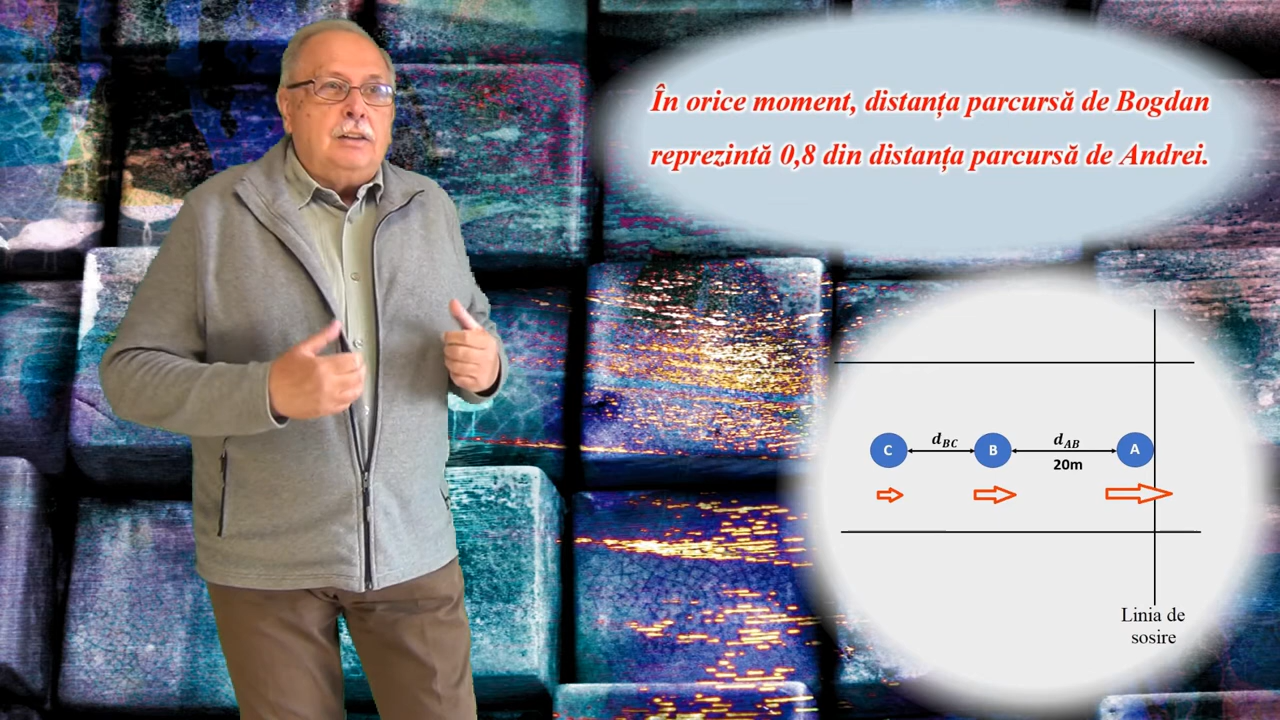 În orice moment, distanța parcursă de Bogdan
reprezintă 0,8 din distanța parcursă de Andrei.
C d_BC B d_AB A
20m
Linia de
sosire